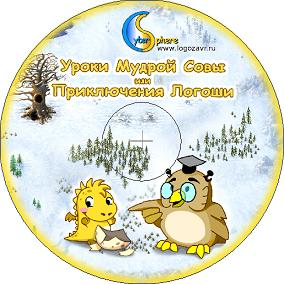 Cyber Sphere
www.logozavr.ru
Уроки Мудрой Совы
или
Приключения Логоши